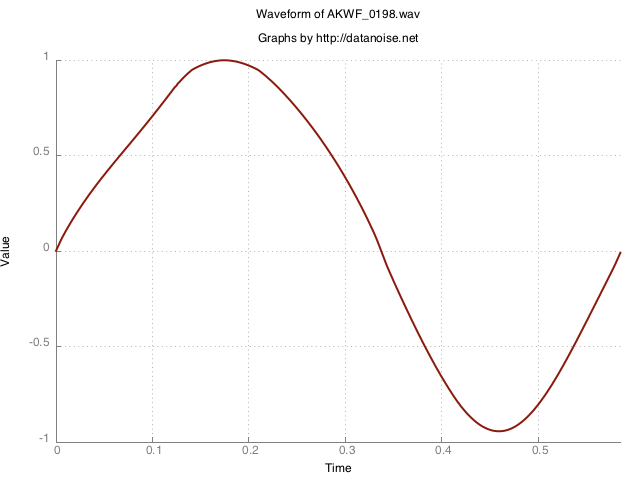 Waveform of AKWF_0198.wav
Graphs by http://datanoise.net
1
0.5
0
-0.5
-1
Value
0 0.1 0.2 0.3 0.4 0.5
Time